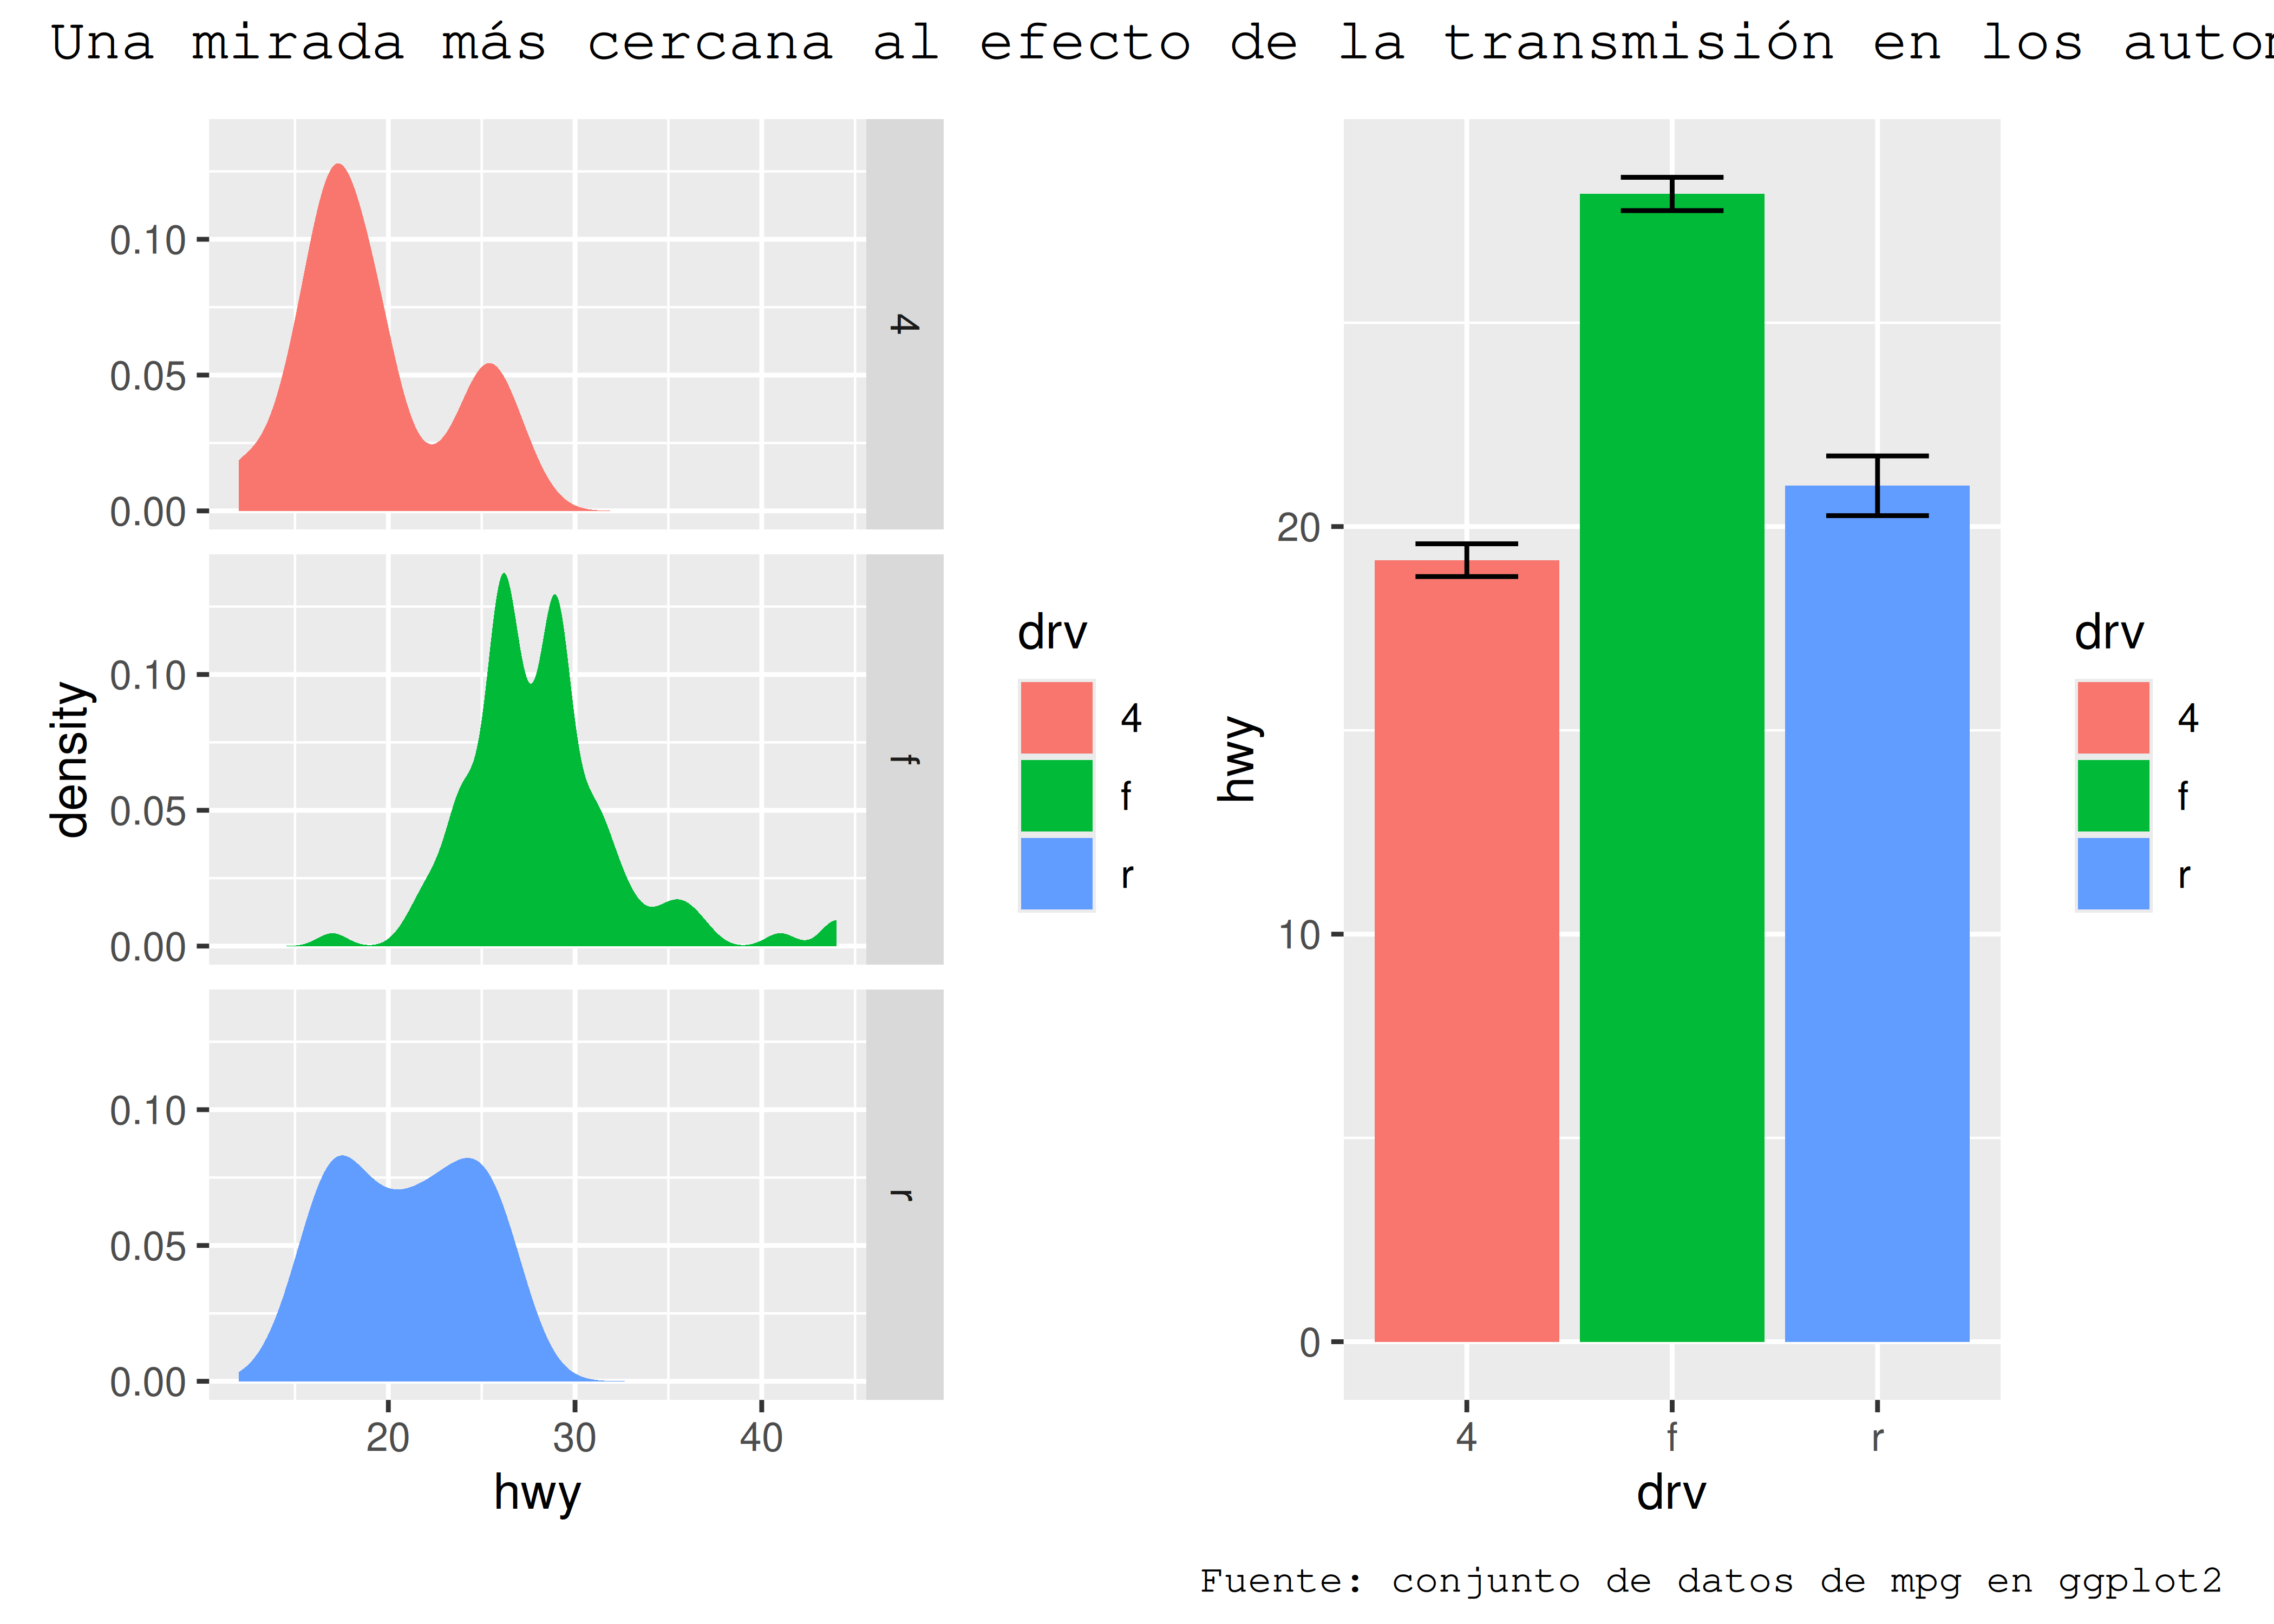 Una mirada más cercana al efecto de la transmisión en los
density
0.10
0.05
0.00
4
0.10
0.05
0.00
f
0.10
0.05
0.00
r
20 30 40
hwy
drv
4
f
r
hwy
20
10
0
4 f r
drv
drv
4
f
r
Fuente: conjunto de datos de mpg en ggplot2